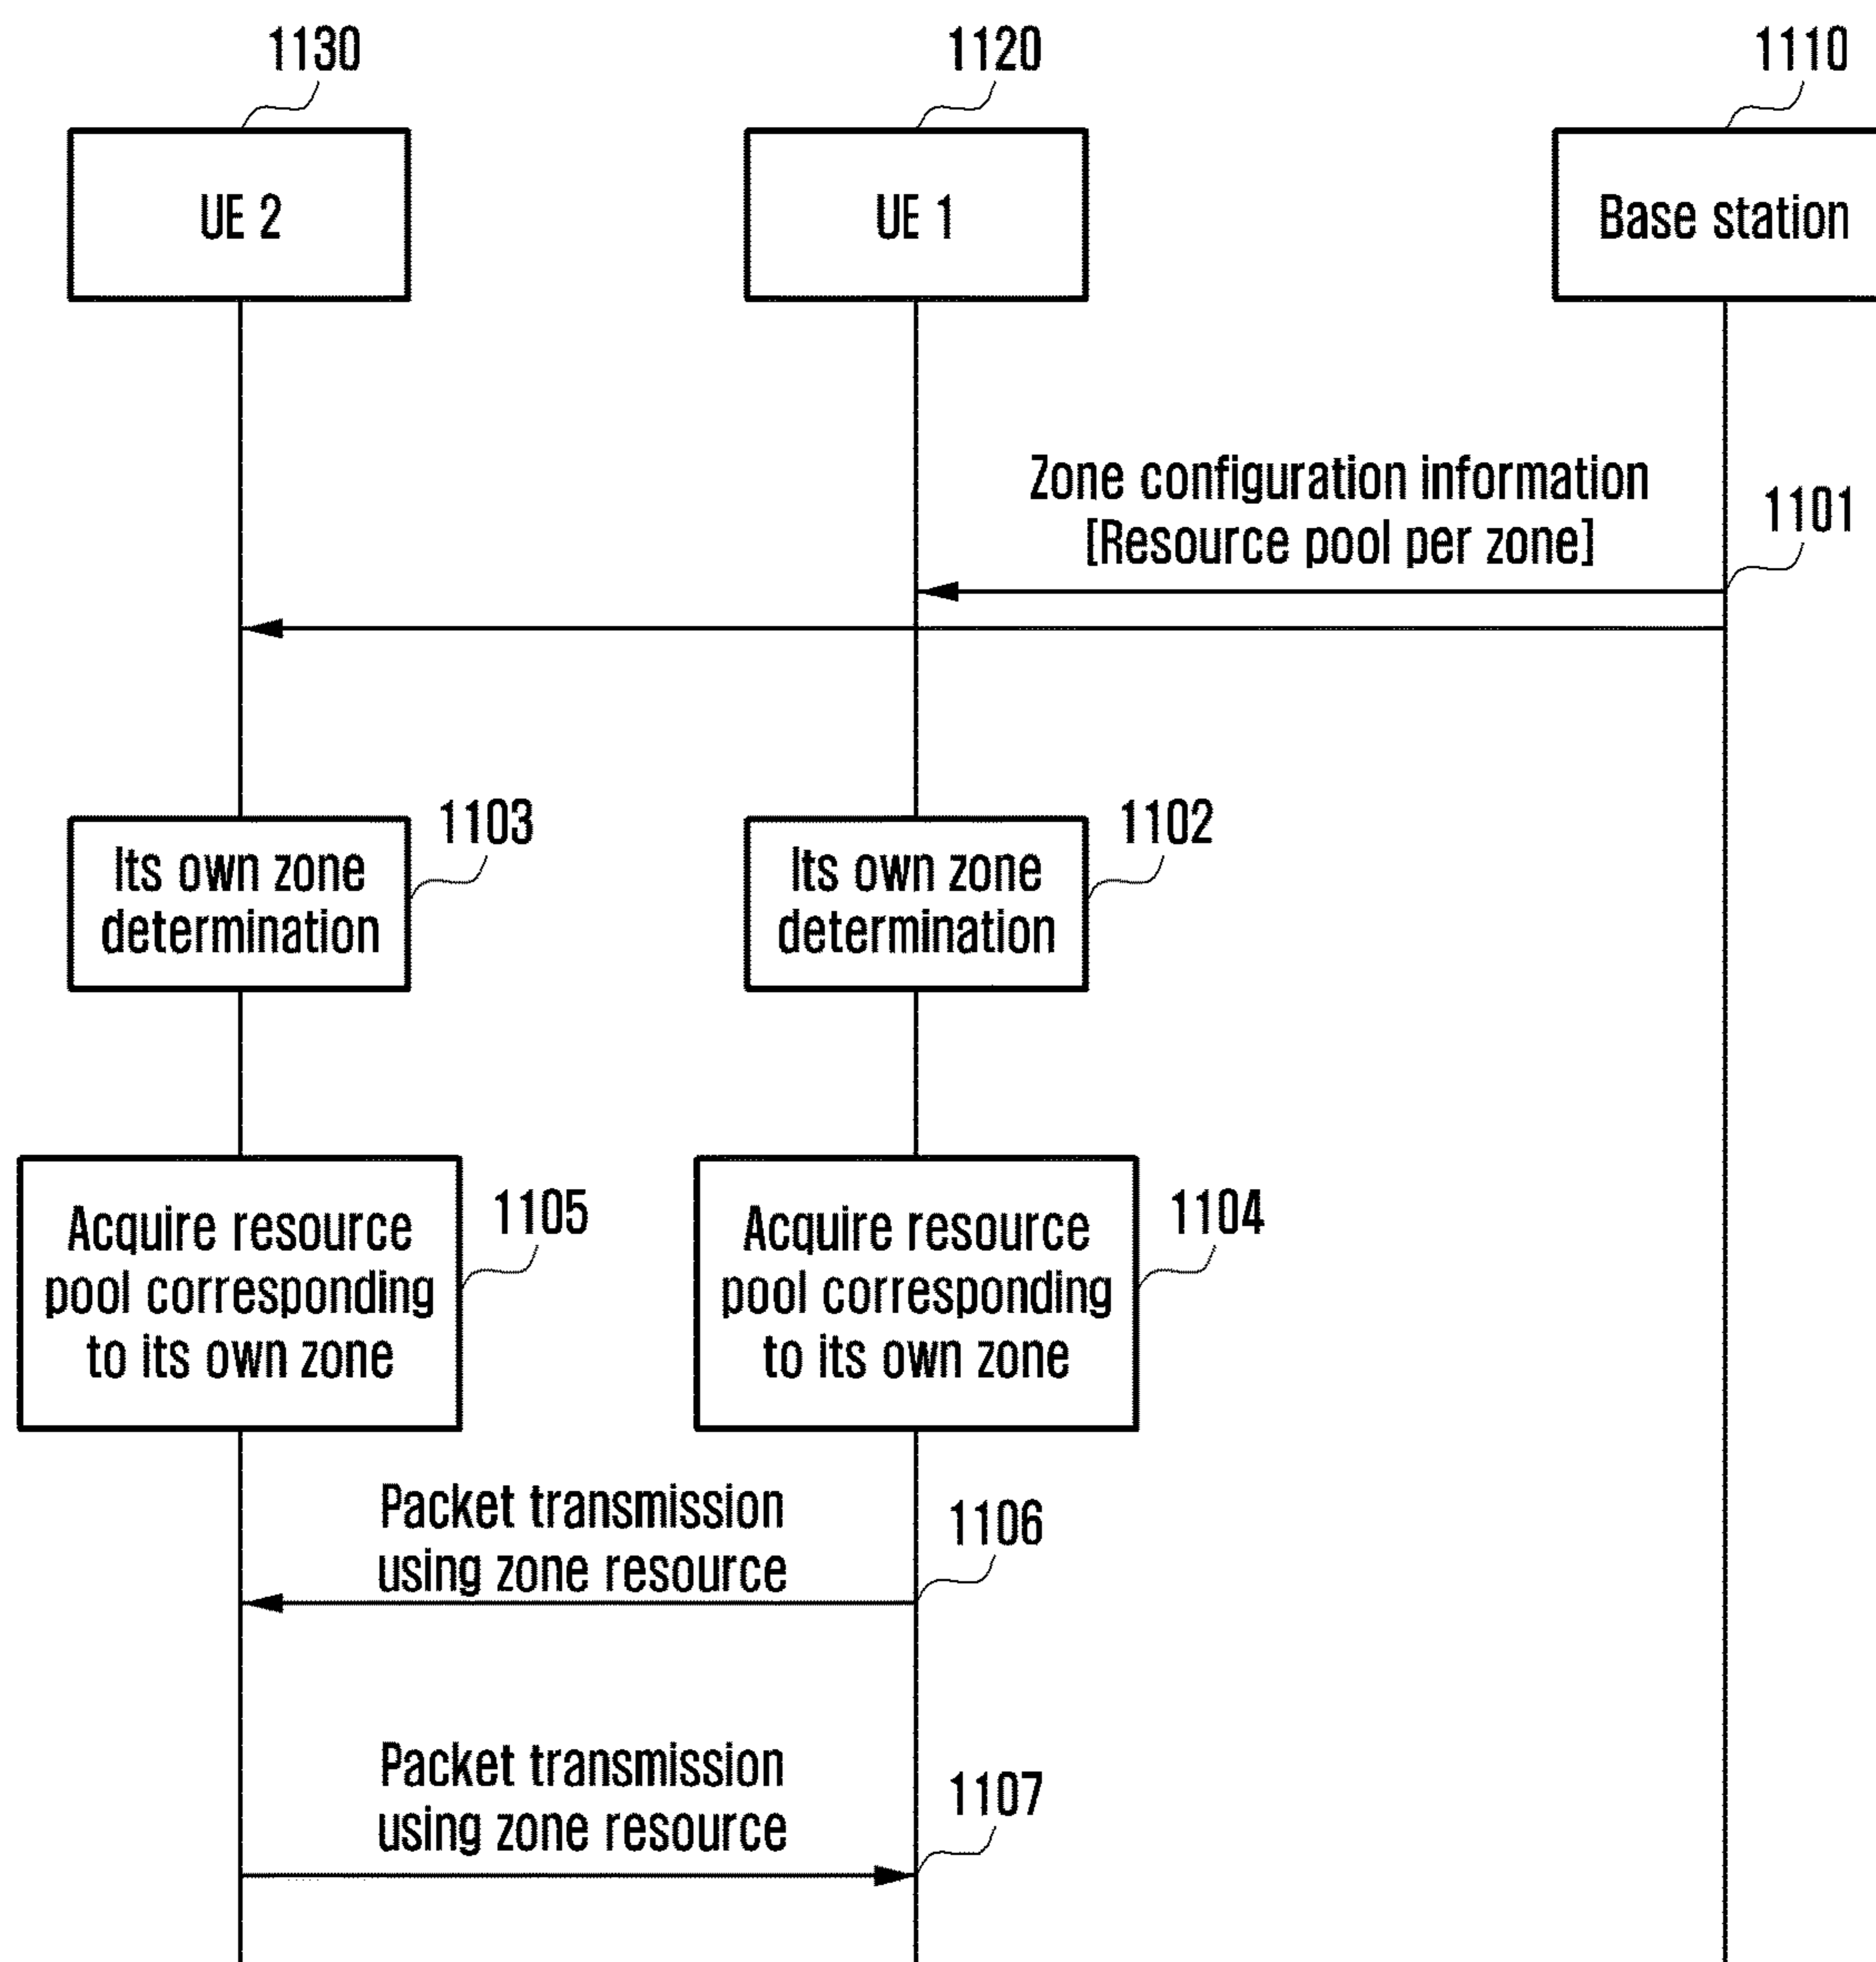 1130
1120
1110
UE 2
UE 1
Base station
Zone configuration information
[Resource pool per zone]
1101
1103
1102
Its own zone
determination
Its own zone
determination
1105
1104
Acquire resource
pool corresponding
to its own zone
Acquire resource
pool corresponding
to its own zone
Packet transmission
using zone resource
1106
Packet transmission
using zone resource
1107